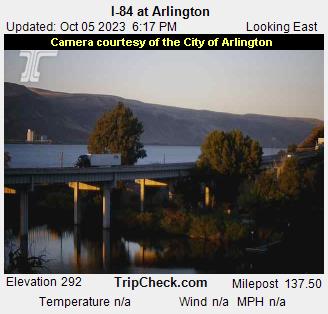 I-84 at Arlington
Updated: Oct 05 2023 6:17 PM Looking East
Camera courtesy of the City of Arlington
Elevation 292 TripCheck.com Milepost 137.50
Temperature n/a Wind n/a MPH n/a